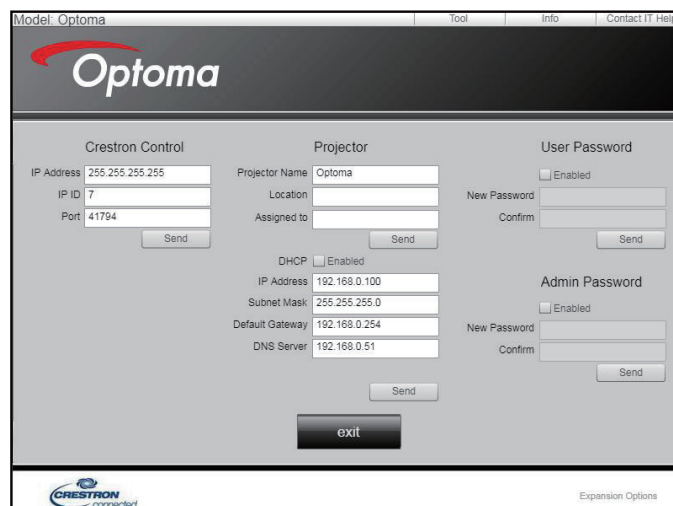 Model: Optoma
Tool
Info
Contact IT Help
Optoma
Crestron Control
IP Address 255.255.255.255
IP ID 7
Port 41794
Send
Projector
Projector Name Optoma
Location
Assigned to
Send
DHCP Enabled
IP Address 192.168.0.100
Subnet Mask 255.255.255.0
Default Gateway 192.168.0.254
DNS Server 192.168.0.51
Send
User Password
Enabled
New Password
Confirm
Send
Admin Password
Enabled
New Password
Confirm
Send
exit
CRESTRON
connected
Expansion Options